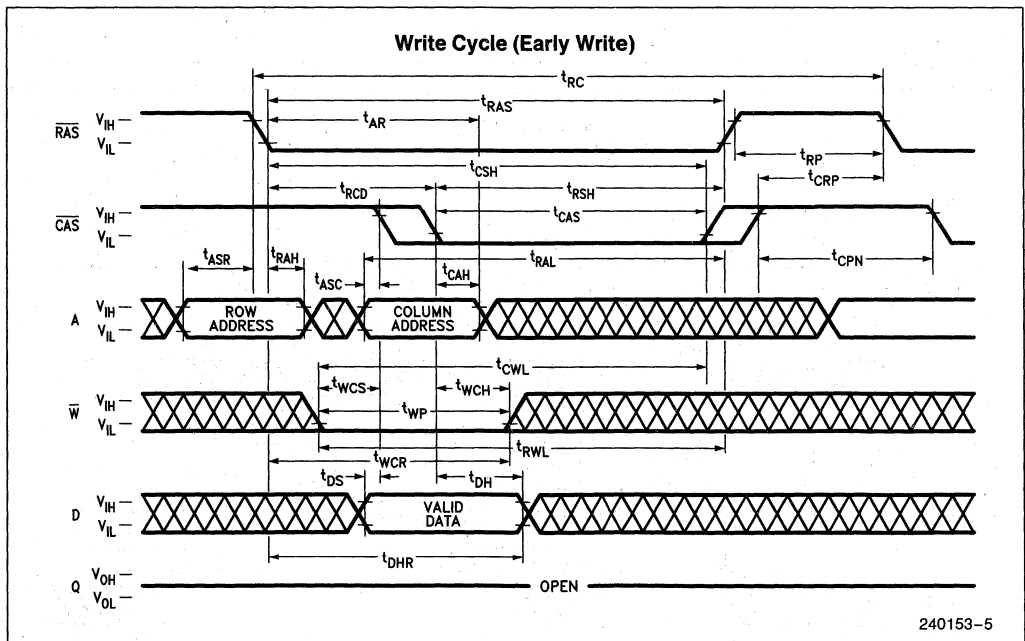 Write Cycle (Early Write)
tRC
tRAS
tAR
RAS VIH
VIL
tRP
tCSH
tCRP
tRCD
tRSH
CAS VIH
VIL
tCAS
tRAL
tASR
tRAH
tASC
tCAH
tCPN
A VIH
VIL
ROW ADDRESS
COLUMN ADDRESS
tCWL
tWCS
tWCH
W VIH
VIL
tWP
tRWL
tWCR
tDS
tDH
D VIH
VIL
VALID DATA
tDHR
Q VOH
VOL
OPEN
240153–5